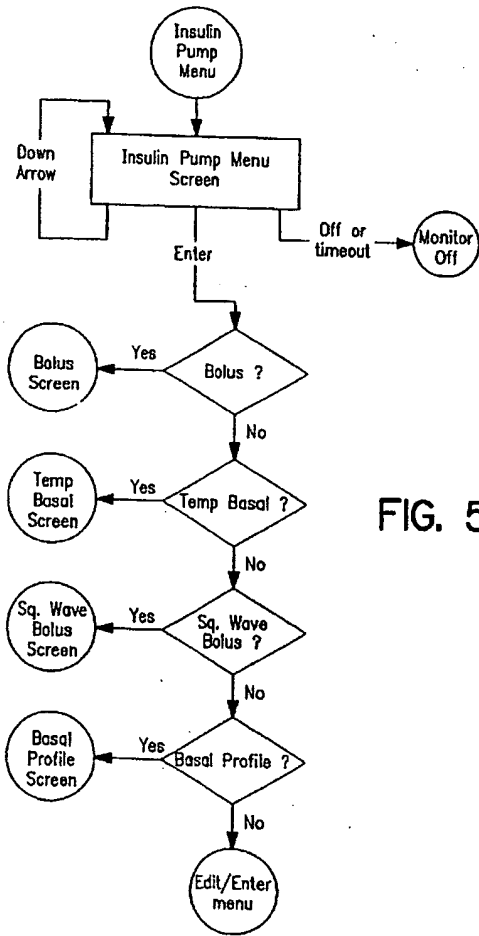 Insulin
Pump
Menu
Down
Arrow
Insulin Pump Menu
Screen
Off or
timeout
Monitor
Off
Enter
Bolus
Screen
Yes
Bolus ?
No
Temp
Basal
Screen
Yes
Temp Basal ?
No
Sq. Wave
Bolus
Screen
Yes
Sq. Wave
Bolus ?
No
Basal
Profile
Screen
Yes
Basal Profile ?
No
Edit/Enter
menu
FIG. 5